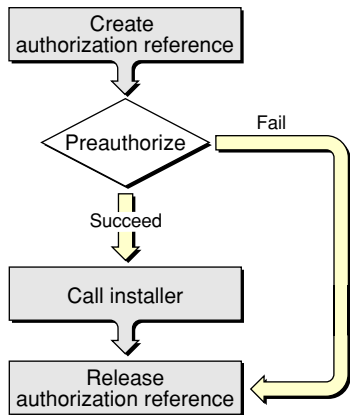 Create
authorization reference
Preauthorize
Fail
Succeed
Call installer
Release
authorization reference